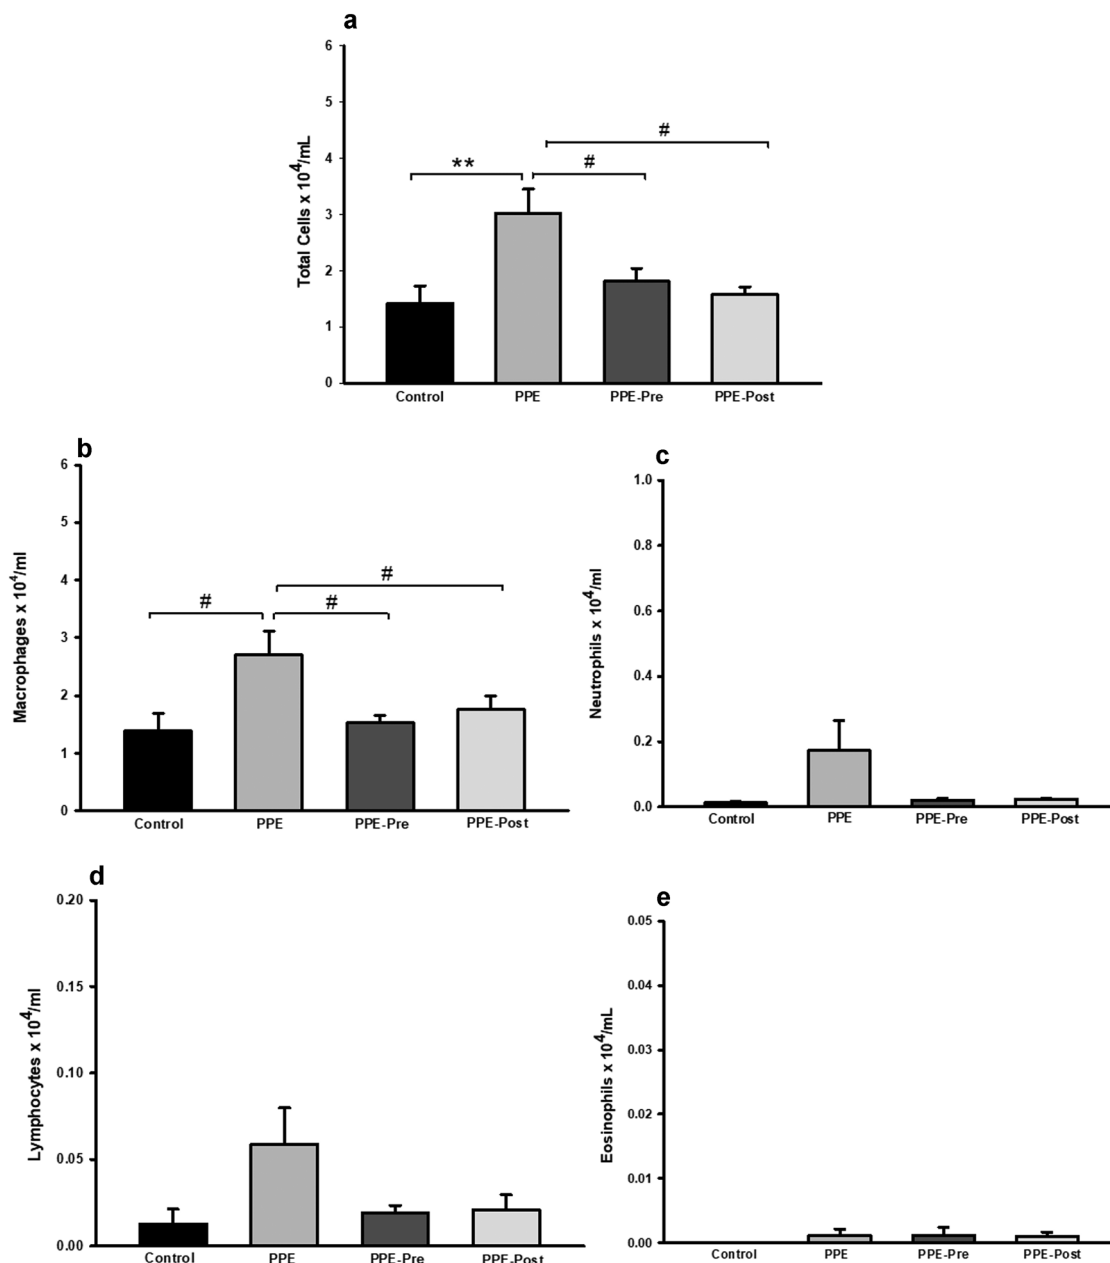 a
Total Cells x 10⁴/mL
6
5
4
3
2
1
0
**
#
#
Control
PPE
PPE-Pre
PPE-Post
b
Macrophages x 10⁴/ml
6
5
4
3
2
1
0
#
#
#
Control
PPE
PPE-Pre
PPE-Post
c
Neutrophils x 10⁴/ml
1.0
0.8
0.6
0.4
0.2
0.0
Control
PPE
PPE-Pre
PPE-Post
d
Lymphocytes x 10⁴/ml
0.20
0.15
0.10
0.05
0.00
Control
PPE
PPE-Pre
PPE-Post
e
Eosinophils x 10⁴/mL
0.05
0.04
0.03
0.02
0.01
0.00
Control
PPE
PPE-Pre
PPE-Post